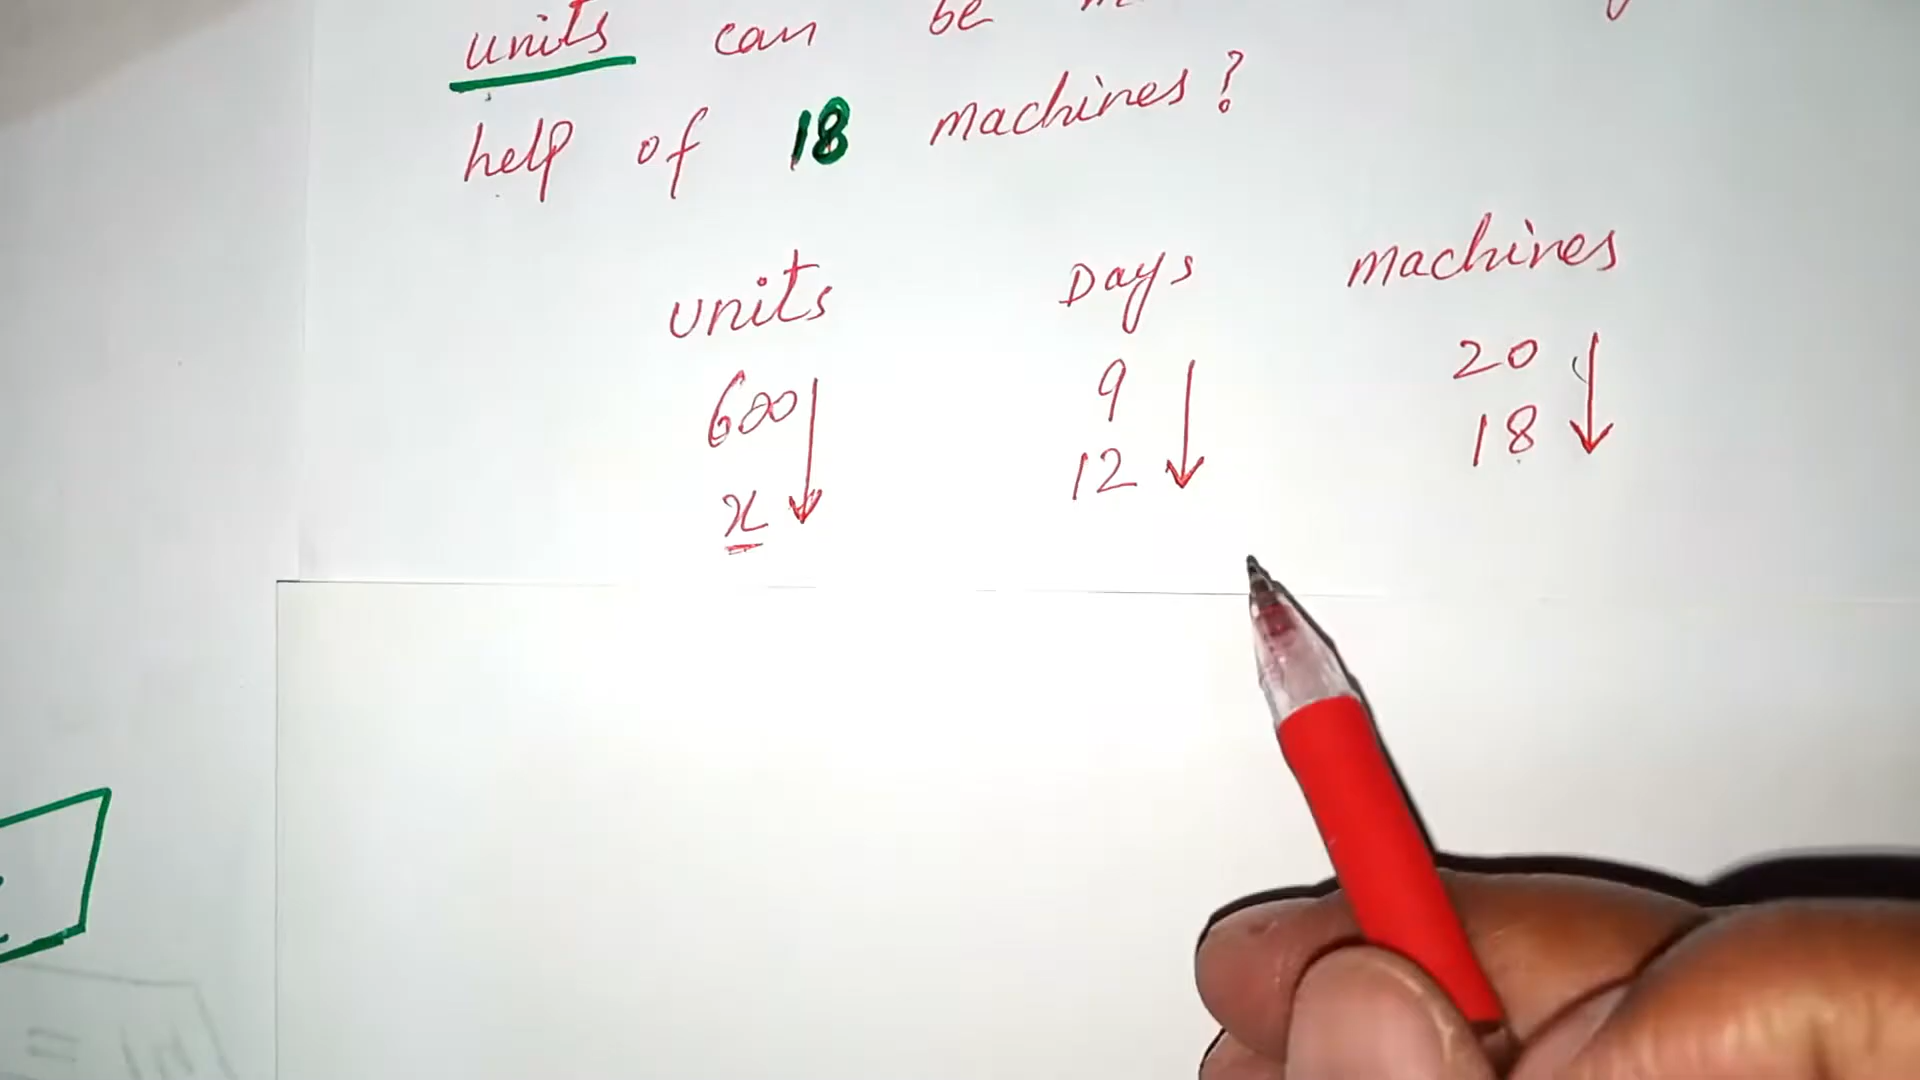 units can be
help of 18 machines?
units Days machines
600 9 20
x 12 18